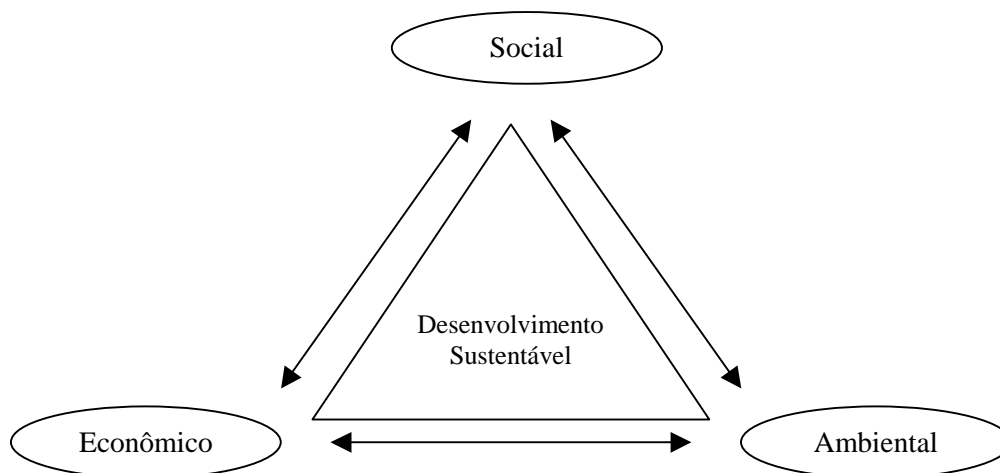 Social
Desenvolvimento
Sustentável
Econômico
Ambiental